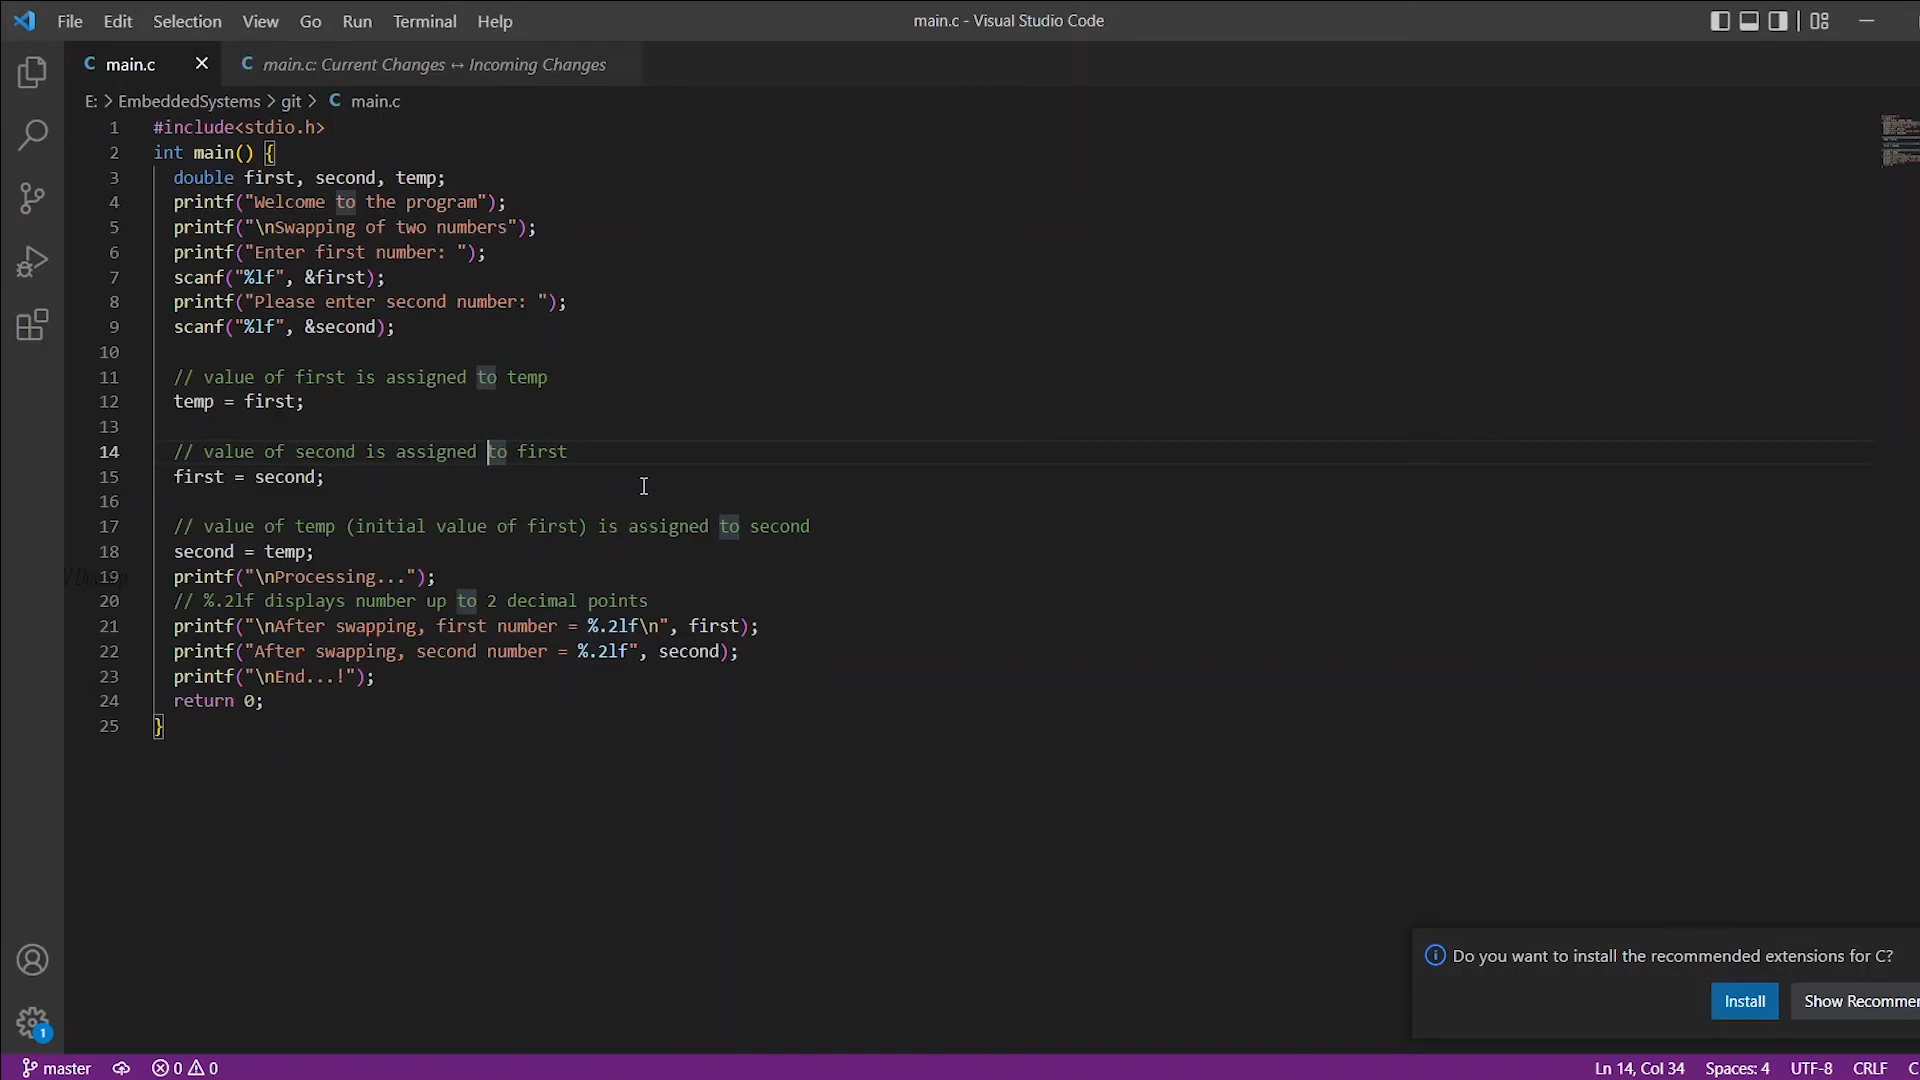 File Edit Selection View Go Run Terminal Help main.c - Visual Studio Code
C main.c C main.c: Current Changes ↔ Incoming Changes
E: > EmbeddedSystems > git > C main.c
1 #include<stdio.h>
2 int main() {
3 double first, second, temp;
4 printf("Welcome to the program");
5 printf("\nSwapping of two numbers");
6 printf("Enter first number: ");
7 scanf("%lf", &first);
8 printf("Please enter second number: ");
9 scanf("%lf", &second);
10
11 // value of first is assigned to temp
12 temp = first;
13
14 // value of second is assigned to first
15 first = second;
16
17 // value of temp (initial value of first) is assigned to second
18 second = temp;
19 printf("\nProcessing...");
20 // %.2lf displays number up to 2 decimal points
21 printf("\nAfter swapping, first number = %.2lf\n", first);
22 printf("After swapping, second number = %.2lf", second);
23 printf("\nEnd...!");
24 return 0;
25 }
Do you want to install the recommended extensions for C?
Install Show Recommen
1
master 0 0 Ln 14, Col 34 Spaces: 4 UTF-8 CRLF C